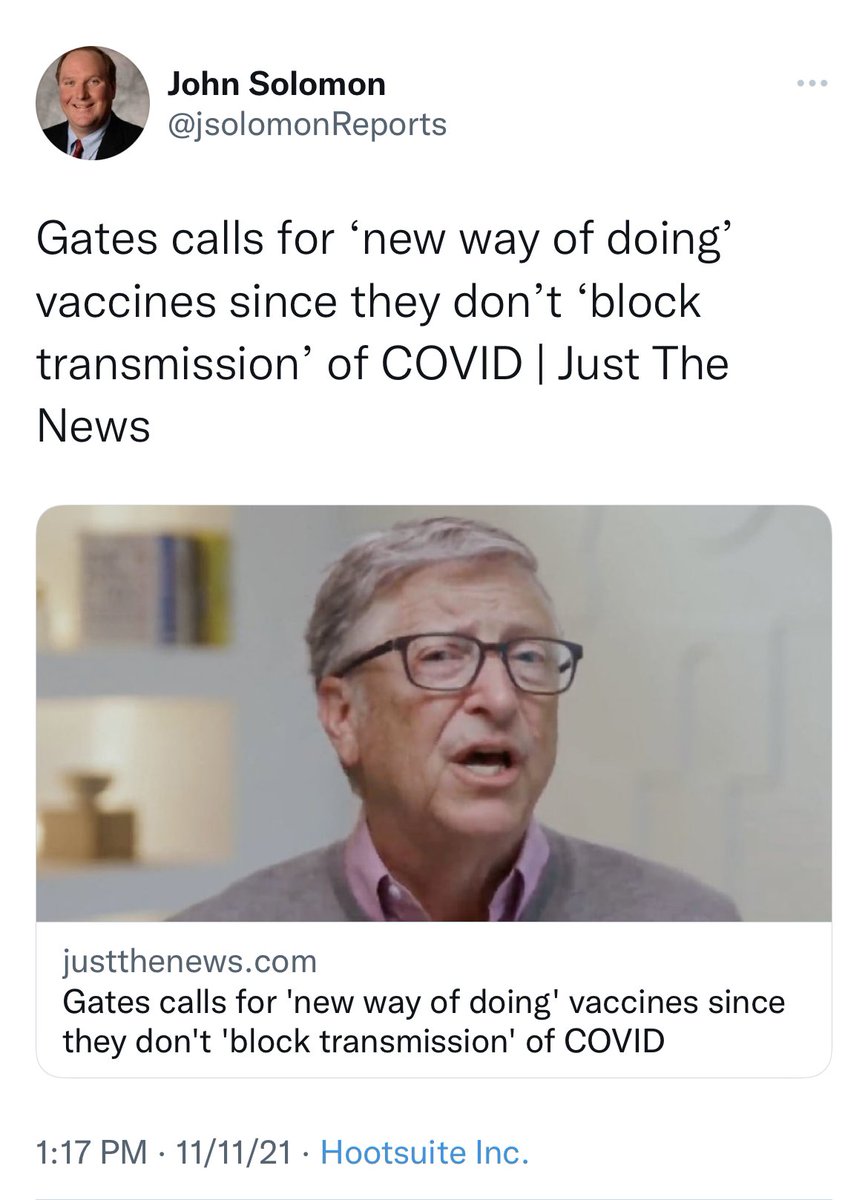 John Solomon
@jsolomonReports
Gates calls for ‘new way of doing’
vaccines since they don’t ‘block
transmission’ of COVID | Just The
News
justthenews.com
Gates calls for 'new way of doing' vaccines since
they don't 'block transmission' of COVID
1:17 PM · 11/11/21 · Hootsuite Inc.